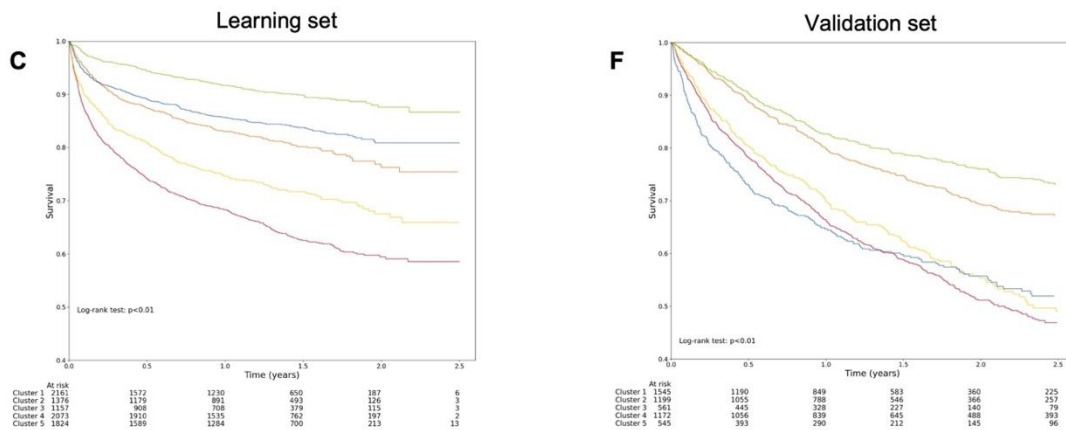 Learning set
C
1.0
0.9
0.8
0.7
0.6
0.5
0.4
Survival
Log-rank test: p<0.01
0.0 0.5 1.0 1.5 2.0 2.5
Time (years)
At risk
Cluster 1 2161 1572 1230 650 187 6
Cluster 2 1376 1179 891 493 126 3
Cluster 3 1157 908 708 379 115 3
Cluster 4 2073 1910 1535 762 197 2
Cluster 5 1824 1589 1284 700 213 13
Validation set
F
1.0
0.9
0.8
0.7
0.6
0.5
0.4
Survival
Log-rank test: p<0.01
0.0 0.5 1.0 1.5 2.0 2.5
Time (years)
At risk
Cluster 1 1545 1190 849 583 360 225
Cluster 2 1199 1055 788 546 366 257
Cluster 3 561 445 328 227 140 79
Cluster 4 1172 1056 839 645 488 393
Cluster 5 545 393 290 212 145 96